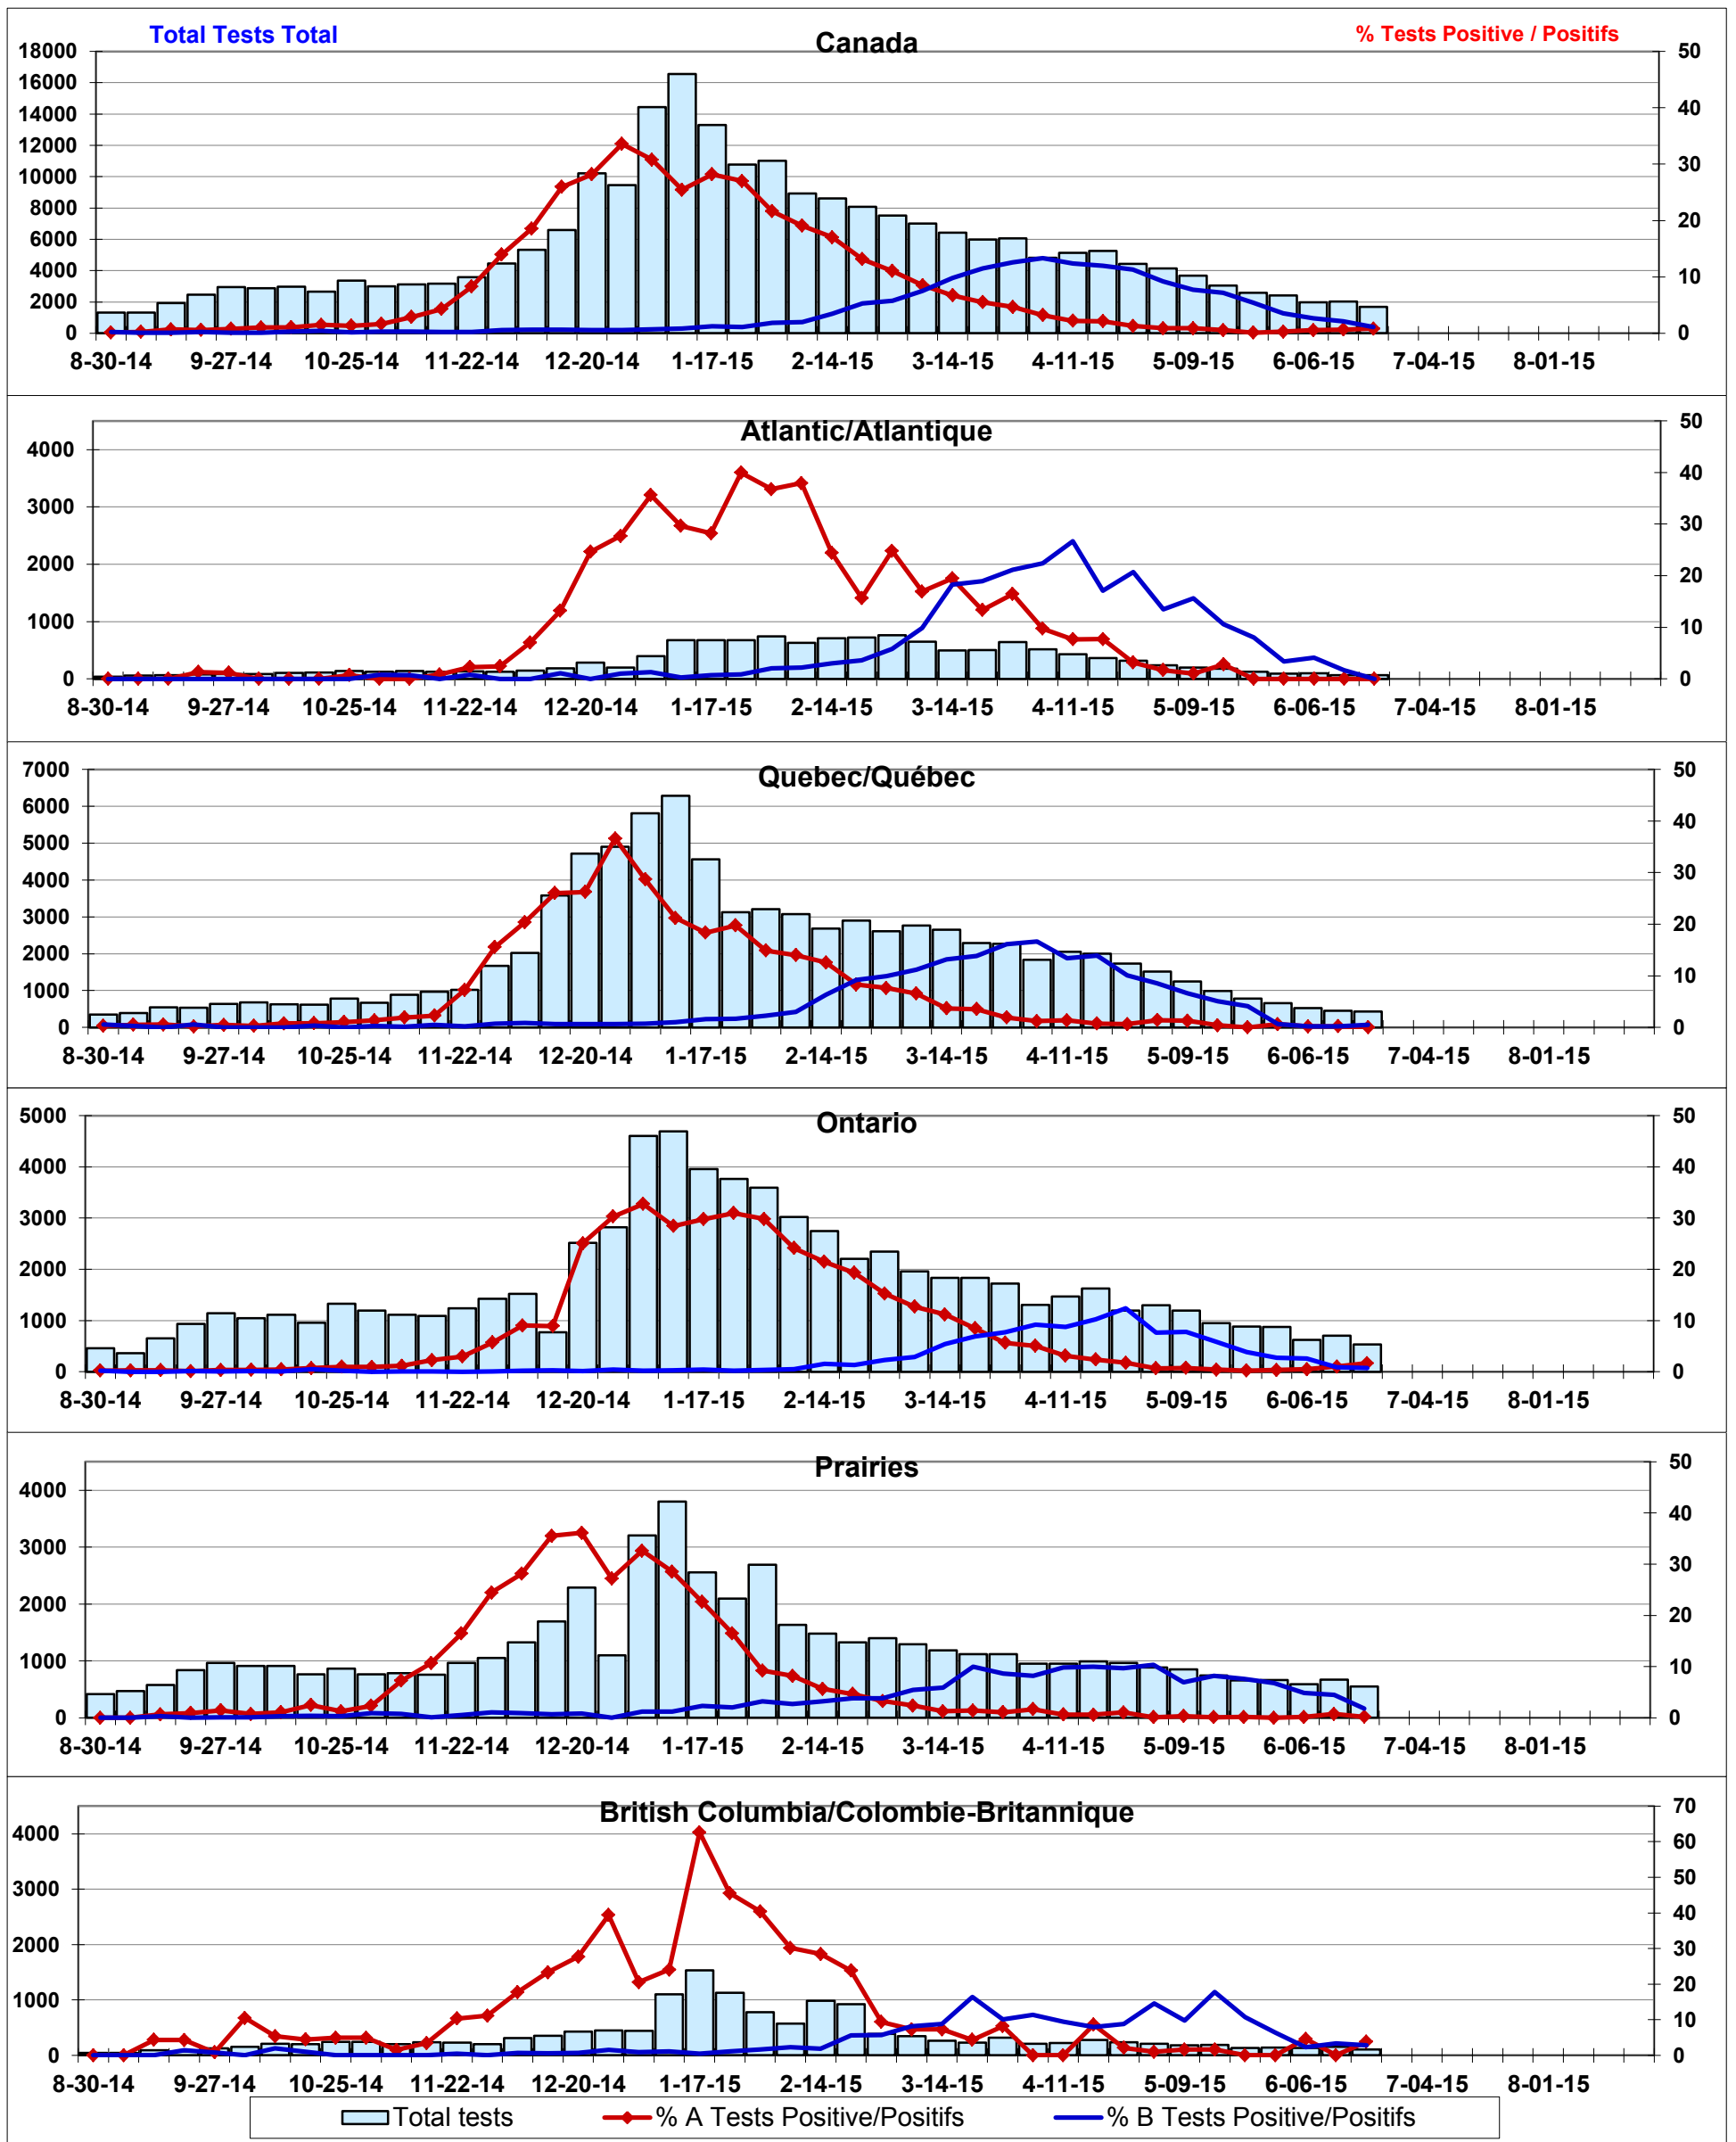 Total Tests Total
% Tests Positive / Positifs
Canada
18000 16000 14000 12000 10000 8000 6000 4000 2000 0
50 40 30 20 10 0
8-30-14 9-27-14 10-25-14 11-22-14 12-20-14 1-17-15 2-14-15 3-14-15 4-11-15 5-09-15 6-06-15 7-04-15 8-01-15
Atlantic/Atlantique
4000 3000 2000 1000 0
50 40 30 20 10 0
8-30-14 9-27-14 10-25-14 11-22-14 12-20-14 1-17-15 2-14-15 3-14-15 4-11-15 5-09-15 6-06-15 7-04-15 8-01-15
Quebec/Québec
7000 6000 5000 4000 3000 2000 1000 0
50 40 30 20 10 0
8-30-14 9-27-14 10-25-14 11-22-14 12-20-14 1-17-15 2-14-15 3-14-15 4-11-15 5-09-15 6-06-15 7-04-15 8-01-15
Ontario
5000 4000 3000 2000 1000 0
50 40 30 20 10 0
8-30-14 9-27-14 10-25-14 11-22-14 12-20-14 1-17-15 2-14-15 3-14-15 4-11-15 5-09-15 6-06-15 7-04-15 8-01-15
Prairies
4000 3000 2000 1000 0
50 40 30 20 10 0
8-30-14 9-27-14 10-25-14 11-22-14 12-20-14 1-17-15 2-14-15 3-14-15 4-11-15 5-09-15 6-06-15 7-04-15 8-01-15
British Columbia/Colombie-Britannique
4000 3000 2000 1000 0
70 60 50 40 30 20 10 0
8-30-14 9-27-14 10-25-14 11-22-14 12-20-14 1-17-15 2-14-15 3-14-15 4-11-15 5-09-15 6-06-15 7-04-15 8-01-15
Total tests % A Tests Positive/Positifs % B Tests Positive/Positifs